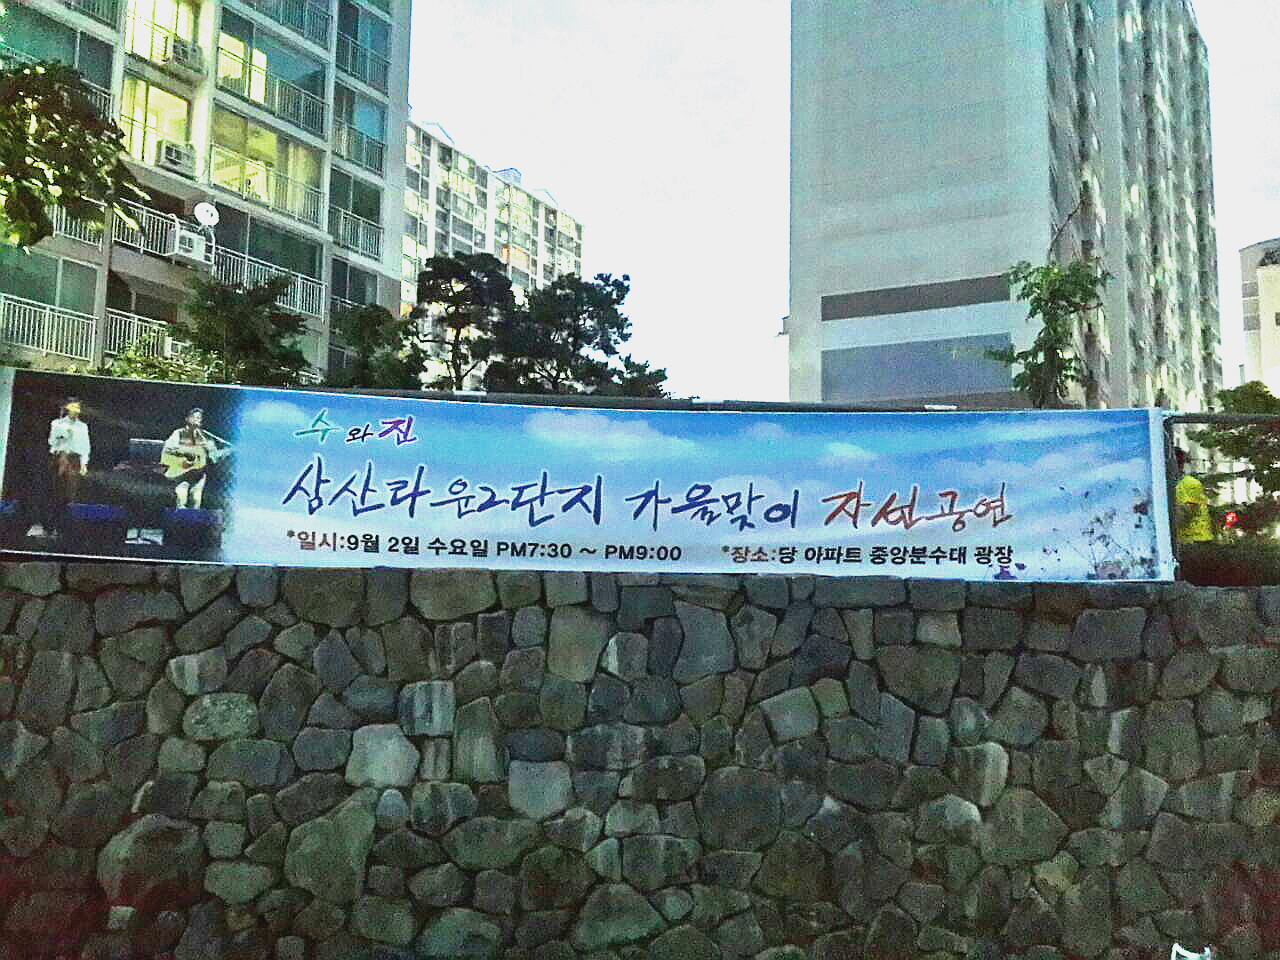 수와진
삼산타운2단지 가을맞이 자선공연
*일시:9월 2일 수요일 PM7:30 ~ PM9:00 *장소:당 아파트 중앙분수대 광장